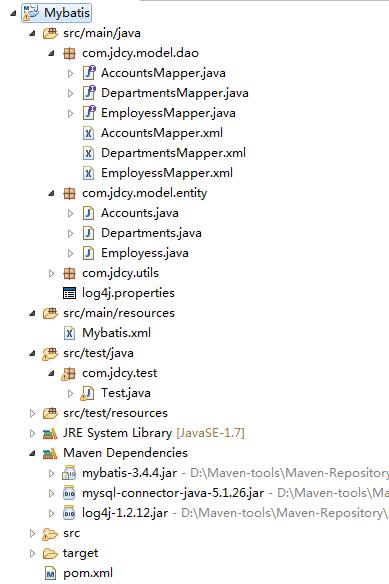 Mybatis
src/main/java
com.jdcy.model.dao
AccountsMapper.java
DepartmentsMapper.java
EmployessMapper.java
AccountsMapper.xml
DepartmentsMapper.xml
EmployessMapper.xml
com.jdcy.model.entity
Accounts.java
Departments.java
Employess.java
com.jdcy.utils
log4j.properties
src/main/resources
Mybatis.xml
src/test/java
com.jdcy.test
Test.java
src/test/resources
JRE System Library [JavaSE-1.7]
Maven Dependencies
mybatis-3.4.4.jar - D:\Maven-tools\Maven-Repository
mysql-connector-java-5.1.26.jar - D:\Maven-tools\Ma
log4j-1.2.12.jar - D:\Maven-tools\Maven-Repository\
src
target
pom.xml